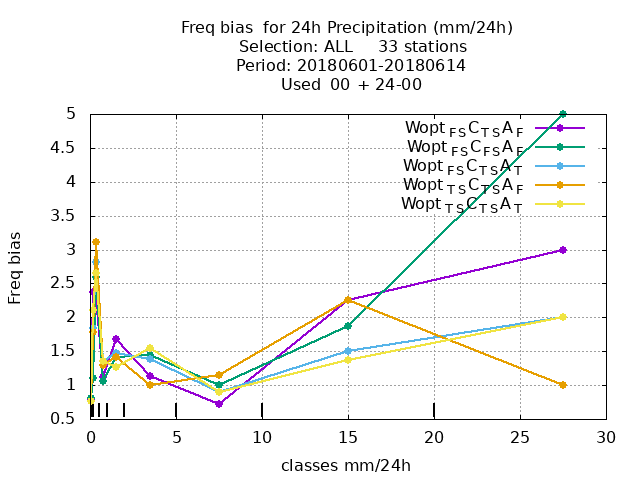 Freq bias for 24h Precipitation (mm/24h)
Selection: ALL 33 stations
Period: 20180601-20180614
Used 00 + 24-00
Freq bias
5
4.5
4
3.5
3
2.5
2
1.5
1
0.5
Wopt FS C TS A F
Wopt FS C FS A F
Wopt FS C TS A T
Wopt TS C TS A F
Wopt TS C TS A T
0 5 10 15 20 25 30
classes mm/24h